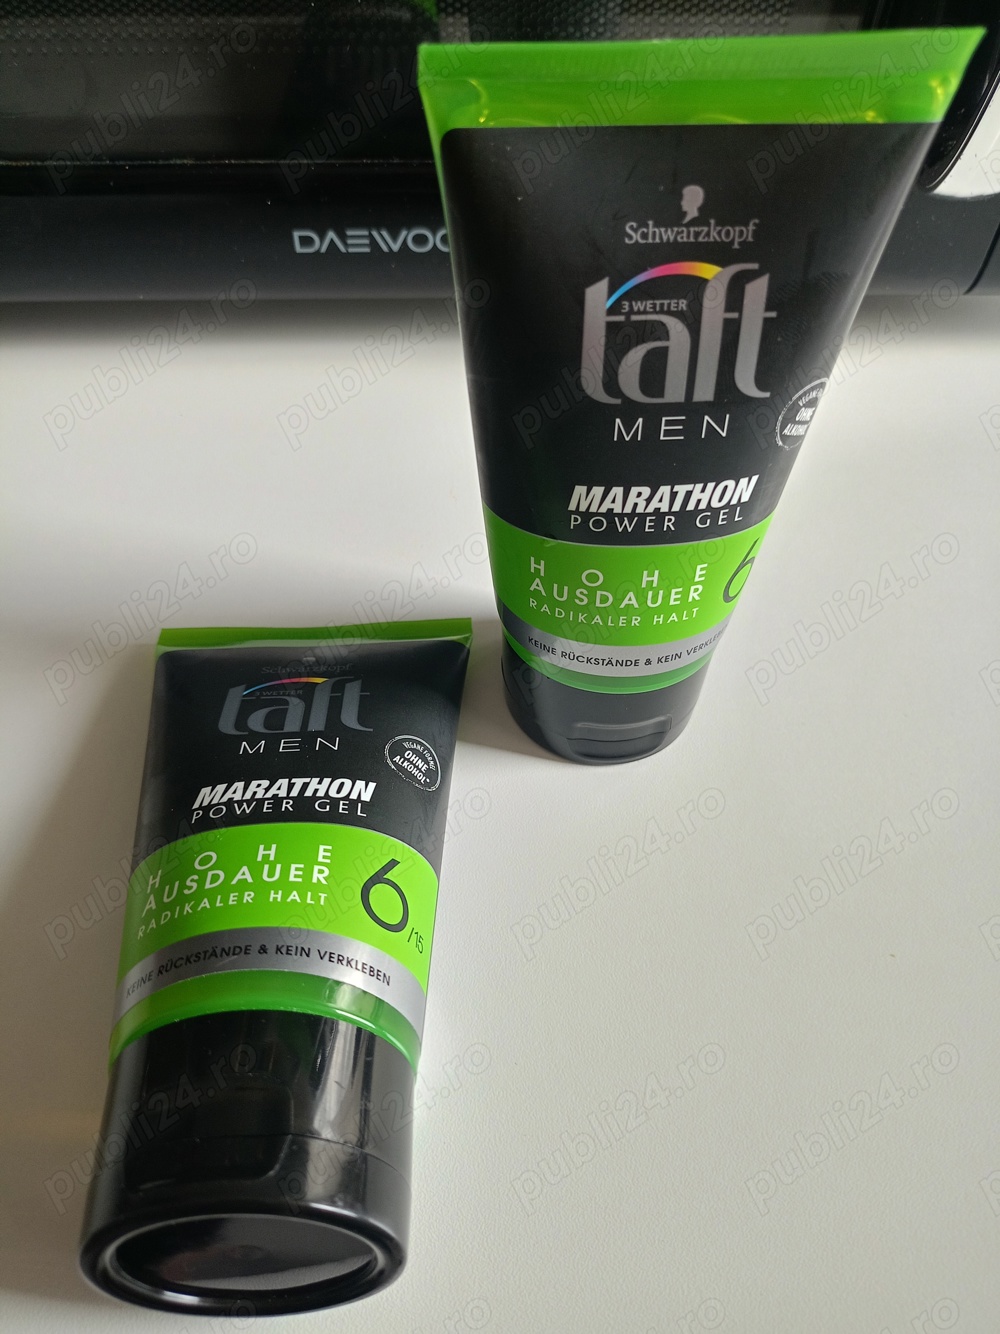 DAEWOO
Schwarzkopf
3 WETTER
taft
MEN
VEGANE
OHNE
ALKOHOL
MARATHON
POWER GEL
HOHE
AUSDAUER
RADIKALER HALT
6
KEINE RÜCKSTÄNDE & KEIN VERKLEBEN
Schwarzkopf
3 WETTER
taft
MEN
VEGANE FORMEL
OHNE
ALKOHOL*
MARATHON
POWER GEL
HOHE
AUSDAUER
RADIKALER HALT
6/15
KEINE RÜCKSTÄNDE & KEIN VERKLEBEN
publi24.ro